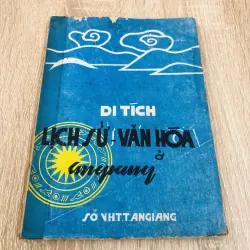 DI TÍCH
LỊCH SỬ VĂN HÓA
ở
angiang
SỞ VHTT ANGIANG